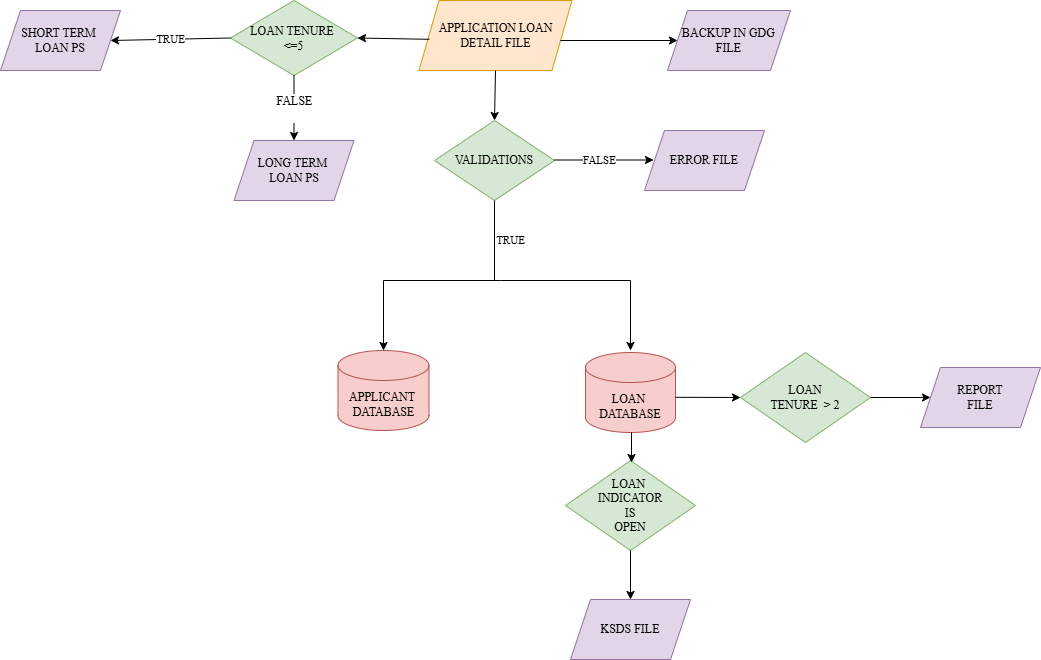 SHORT TERM
LOAN PS
TRUE
LOAN TENURE
<=5
APPLICATION LOAN
DETAIL FILE
BACKUP IN GDG
FILE
FALSE
LONG TERM
LOAN PS
VALIDATIONS
FALSE
ERROR FILE
TRUE
APPLICANT
DATABASE
LOAN
DATABASE
LOAN
TENURE > 2
REPORT
FILE
LOAN
INDICATOR
IS
OPEN
KSDS FILE